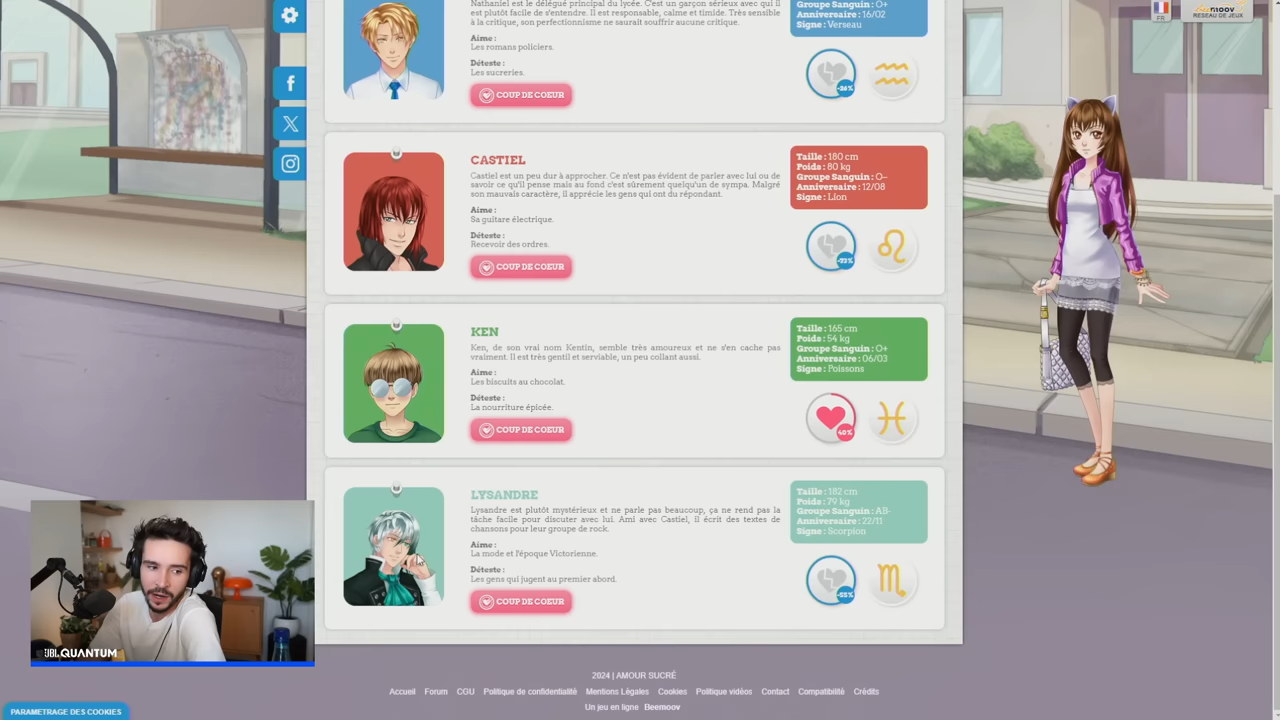 Nathaniel est le délégué principal du lycée. C'est un garçon sérieux avec qui il
est plutôt facile de s'entendre. Il est responsable, calme et timide. Très sensible
à la critique, son perfectionnisme ne saurait souffrir aucune critique.
Aime :
Les romans policiers.
Déteste :
Les sucreries.
COUP DE COEUR
Groupe Sanguin : O+
Anniversaire : 16/02
Signe : Verseau
FR
Beemoov
RESEAU DE JEUX
CASTIEL
Castiel est un peu dur à approcher. Ce n'est pas évident de parler avec lui ou de
savoir ce qu'il pense mais au fond c'est sûrement quelqu'un de sympa. Malgré
son mauvais caractère, il apprécie les gens qui ont du répondant.
Aime :
Sa guitare électrique.
Déteste :
Recevoir des ordres.
COUP DE COEUR
Taille : 180 cm
Poids : 80 kg
Groupe Sanguin : O-
Anniversaire : 12/08
Signe : Lion
KEN
Ken, de son vrai nom Kentin, semble très amoureux et ne s'en cache pas
vraiment. Il est très gentil et serviable, un peu collant aussi.
Aime :
Les biscuits au chocolat.
Déteste :
La nourriture épicée.
COUP DE COEUR
Taille : 165 cm
Poids : 54 kg
Groupe Sanguin : O+
Anniversaire : 06/03
Signe : Poissons
40%
LYSANDRE
Lysandre est plutôt mystérieux et ne parle pas beaucoup, ça ne rend pas la
tâche facile pour discuter avec lui. Ami avec Castiel, Il écrit des textes de
chansons pour leur groupe de rock.
Aime :
La mode et l'époque Victorienne.
Déteste :
Les gens qui jugent au premier abord.
COUP DE COEUR
Taille : 182 cm
Poids : 79 kg
Groupe Sanguin : AB-
Anniversaire : 22/11
Signe : Scorpion
-55%
JBL QUANTUM
2024 | AMOUR SUCRÉ
Accueil Forum CGU Politique de confidentialité Mentions Légales Cookies Politique vidéos Contact Compatibilité Crédits
Un jeu en ligne Beemoov
PARAMETRAGE DES COOKIES